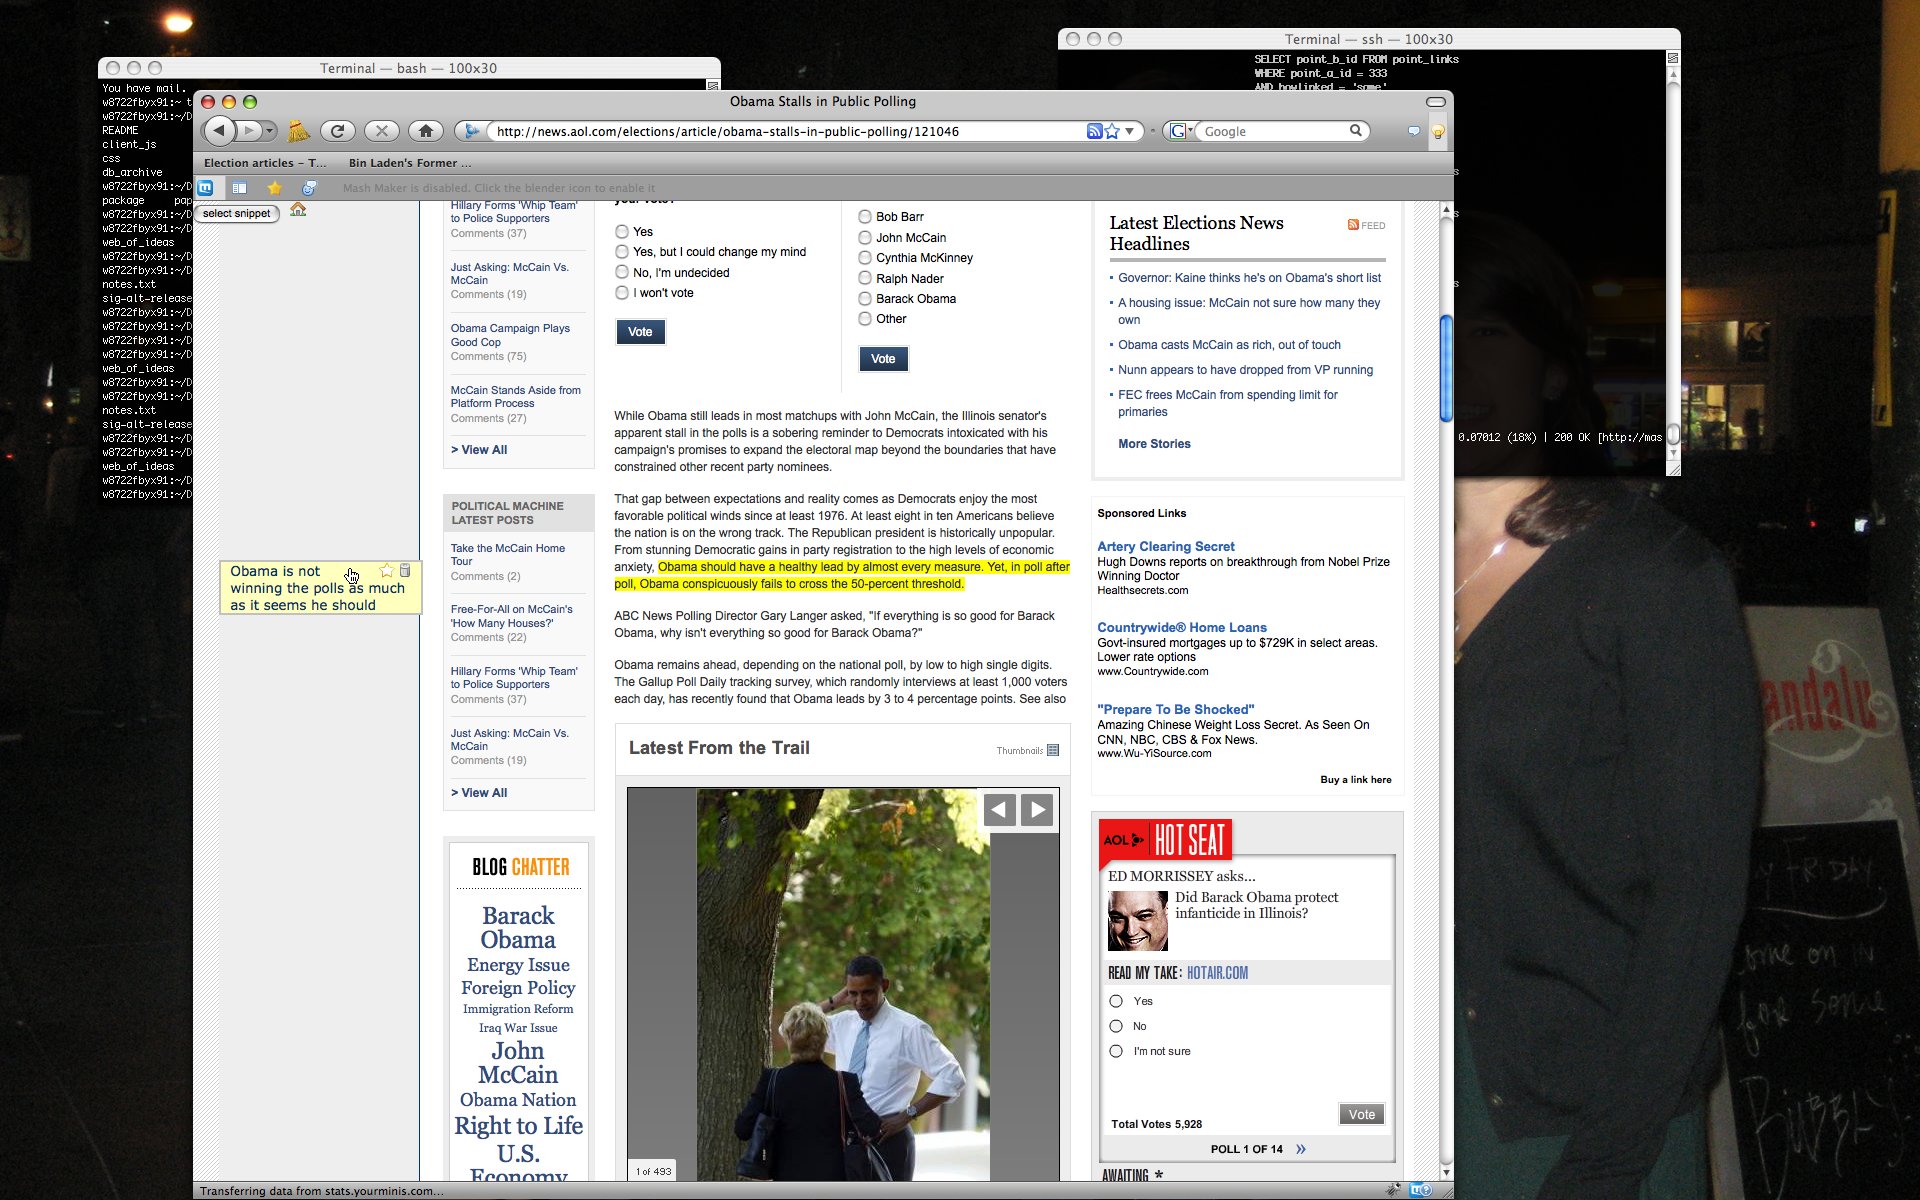 Terminal — bash — 100x30
You have mail.
w8722fbyx91:~ t
w8722fbyx91:~/D
README
client_js
css
db_archive
w8722fbyx91:~/D
package pap
w8722fbyx91:~/D
w8722fbyx91:~/D
web_of_ideas
w8722fbyx91:~/D
w8722fbyx91:~/D
notes.txt
sig-alt-release
w8722fbyx91:~/D
w8722fbyx91:~/D
w8722fbyx91:~/D
w8722fbyx91:~/D
web_of_ideas
w8722fbyx91:~/D
w8722fbyx91:~/D
notes.txt
sig-alt-release
w8722fbyx91:~/D
w8722fbyx91:~/D
web_of_ideas
w8722fbyx91:~/D
w8722fbyx91:~/D
Terminal — ssh — 100x30
SELECT point_b_id FROM point_links
WHERE point_a_id = 333
AND howlinked = 'some'
0.07012 (18%) | 200 OK [http://mas
Obama Stalls in Public Polling
http://news.aol.com/elections/article/obama-stalls-in-public-polling/121046
Google
Election articles – T... Bin Laden's Former ...
Mash Maker is disabled. Click the blender icon to enable it
select snippet
Obama is not
winning the polls as much
as it seems he should
Hillary Forms 'Whip Team'
to Police Supporters
Comments (37)
Just Asking: McCain Vs.
McCain
Comments (19)
Obama Campaign Plays
Good Cop
Comments (75)
McCain Stands Aside from
Platform Process
Comments (27)
> View All
POLITICAL MACHINE
LATEST POSTS
Take the McCain Home
Tour
Comments (2)
Free-For-All on McCain's
'How Many Houses?'
Comments (22)
Hillary Forms 'Whip Team'
to Police Supporters
Comments (37)
Just Asking: McCain Vs.
McCain
Comments (19)
> View All
BLOG CHATTER
Barack
Obama
Energy Issue
Foreign Policy
Immigration Reform
Iraq War Issue
John
McCain
Obama Nation
Right to Life
U.S.
Economy
your vote?
Yes
Yes, but I could change my mind
No, I'm undecided
I won't vote
Vote
Bob Barr
John McCain
Cynthia McKinney
Ralph Nader
Barack Obama
Other
Vote
While Obama still leads in most matchups with John McCain, the Illinois senator's
apparent stall in the polls is a sobering reminder to Democrats intoxicated with his
campaign's promises to expand the electoral map beyond the boundaries that have
constrained other recent party nominees.
That gap between expectations and reality comes as Democrats enjoy the most
favorable political winds since at least 1976. At least eight in ten Americans believe
the nation is on the wrong track. The Republican president is historically unpopular.
From stunning Democratic gains in party registration to the high levels of economic
anxiety, Obama should have a healthy lead by almost every measure. Yet, in poll after
poll, Obama conspicuously fails to cross the 50-percent threshold.
ABC News Polling Director Gary Langer asked, "If everything is so good for Barack
Obama, why isn't everything so good for Barack Obama?"
Obama remains ahead, depending on the national poll, by low to high single digits.
The Gallup Poll Daily tracking survey, which randomly interviews at least 1,000 voters
each day, has recently found that Obama leads by 3 to 4 percentage points. See also
Latest From the Trail
Thumbnails
1 of 493
Latest Elections News
Headlines
FEED
Governor: Kaine thinks he's on Obama's short list
A housing issue: McCain not sure how many they
own
Obama casts McCain as rich, out of touch
Nunn appears to have dropped from VP running
FEC frees McCain from spending limit for
primaries
More Stories
Sponsored Links
Artery Clearing Secret
Hugh Downs reports on breakthrough from Nobel Prize
Winning Doctor
Healthsecrets.com
Countrywide® Home Loans
Govt-insured mortgages up to $729K in select areas.
Lower rate options
www.Countrywide.com
"Prepare To Be Shocked"
Amazing Chinese Weight Loss Secret. As Seen On
CNN, NBC, CBS & Fox News.
www.Wu-YiSource.com
Buy a link here
AOL HOT SEAT
ED MORRISSEY asks...
Did Barack Obama protect
infanticide in Illinois?
READ MY TAKE: HOTAIR.COM
Yes
No
I'm not sure
Vote
Total Votes 5,928
POLL 1 OF 14 »
AWAITING *
Transferring data from stats.yourminis.com...
andalu
FRIDAY
come on in
for some
BUBBLY